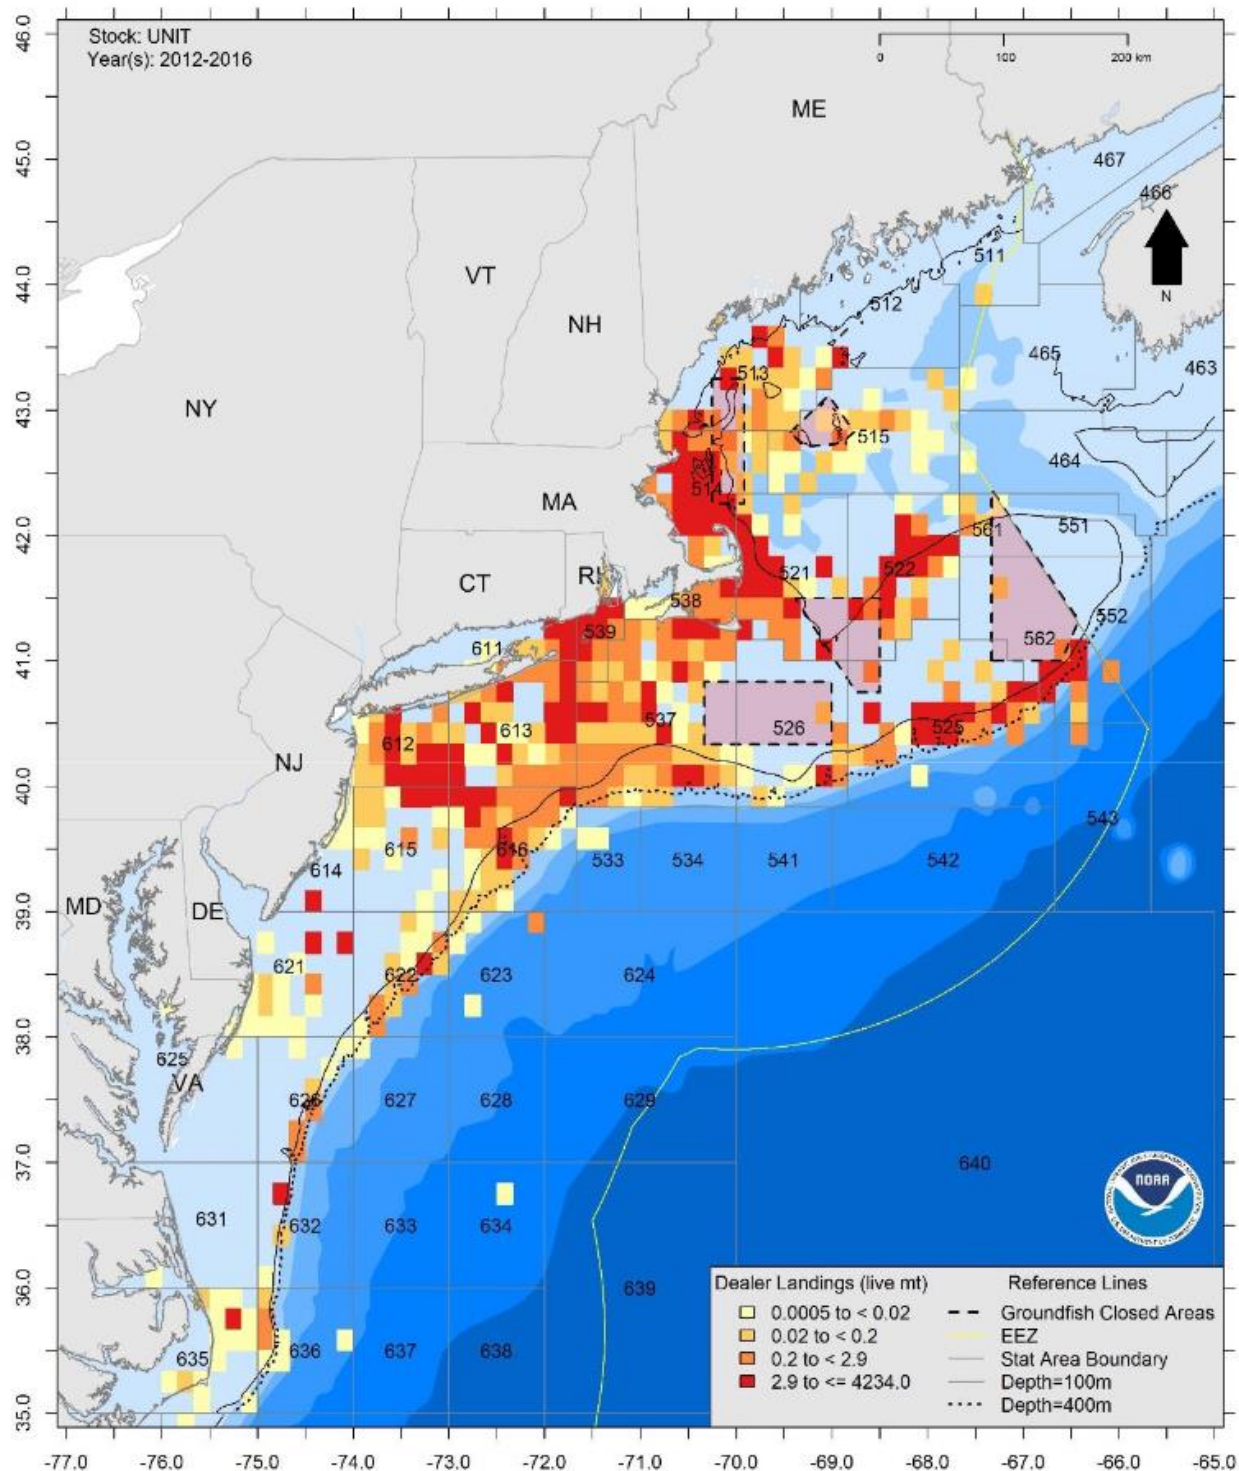 Stock: UNIT
Year(s): 2012-2016
0 100 200 km
ME
467
466
511
N
VT
512
NH
465
463
513
NY
515
464
514
MA
551
561
CT
RI
521
522
538
552
539
562
611
537
526
525
613
612
NJ
543
615
616
533
534
541
542
614
MD
DE
621
622
623
624
625
VA
626
627
628
629
640
NOAA
631
632
633
634
639
635
636
637
638
Dealer Landings (live mt)
0.0005 to < 0.02
0.02 to < 0.2
0.2 to < 2.9
2.9 to <= 4234.0
Reference Lines
Groundfish Closed Areas
EEZ
Stat Area Boundary
Depth=100m
Depth=400m
46.0
45.0
44.0
43.0
42.0
41.0
40.0
39.0
38.0
37.0
36.0
35.0
-77.0 -76.0 -75.0 -74.0 -73.0 -72.0 -71.0 -70.0 -69.0 -68.0 -67.0 -66.0 -65.0